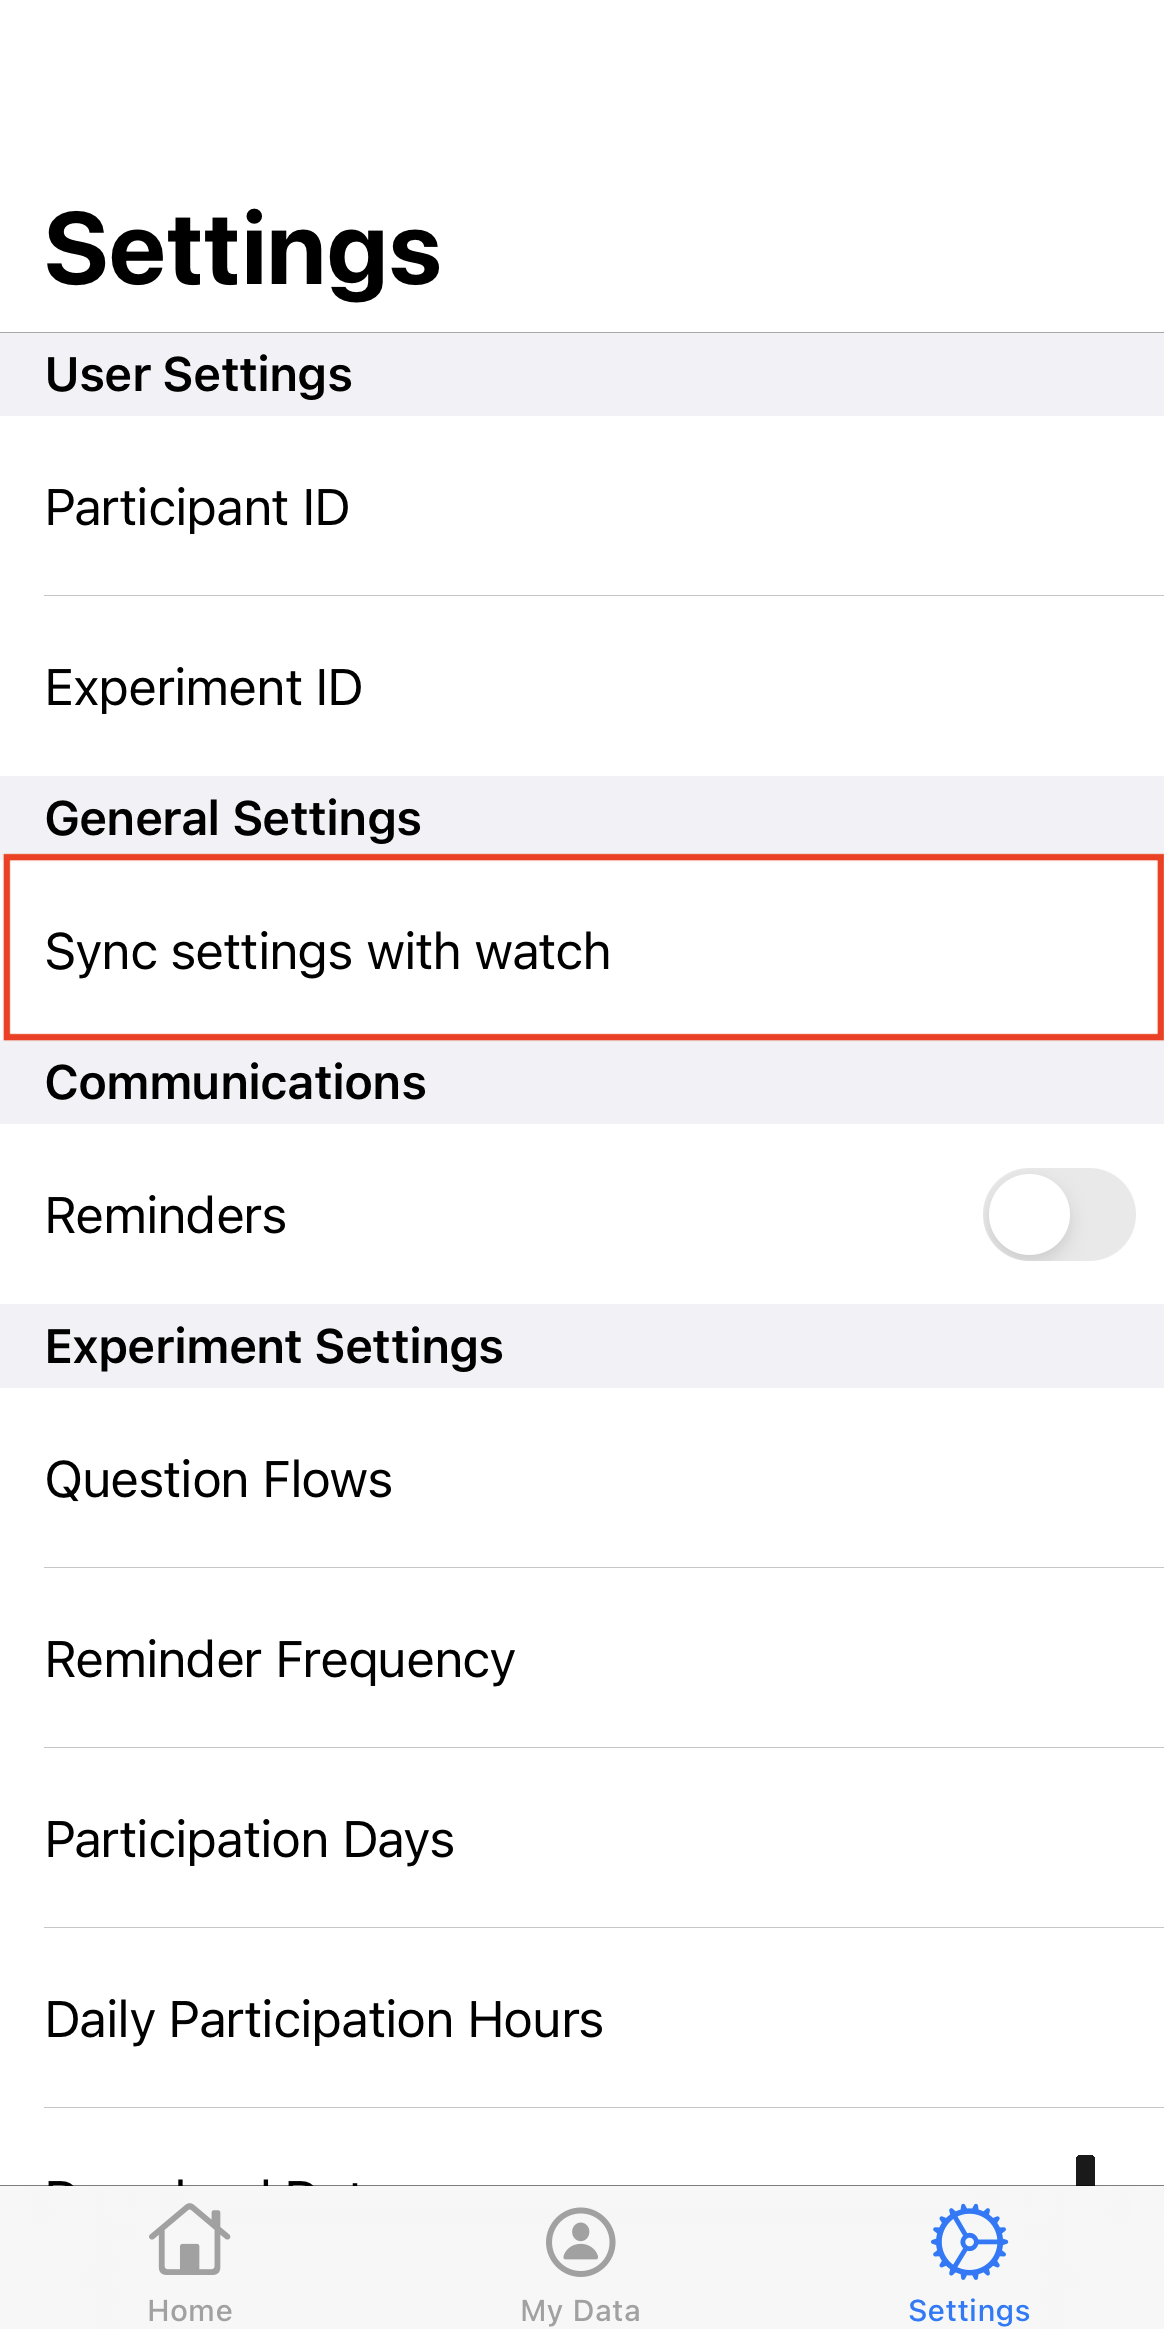 Settings
User Settings
Participant ID
Experiment ID
General Settings
Sync settings with watch
Communications
Reminders
Experiment Settings
Question Flows
Reminder Frequency
Participation Days
Daily Participation Hours
Home
My Data
Settings